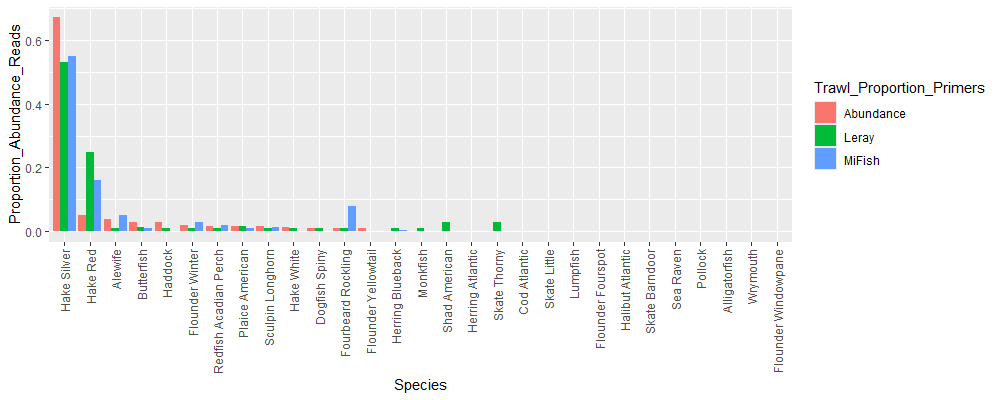 Proportion_Abundance_Reads
0.6
0.4
0.2
0.0
Hake Silver
Hake Red
Alewife
Butterfish
Haddock
Flounder Winter
Redfish Acadian Perch
Plaice American
Sculpin Longhorn
Hake White
Dogfish Spiny
Fourbeard Rockling
Flounder Yellowtail
Herring Blueback
Monkfish
Shad American
Herring Atlantic
Skate Thorny
Cod Atlantic
Skate Little
Lumpfish
Flounder Fourspot
Halibut Atlantic
Skate Barndoor
Sea Raven
Pollock
Alligatorfish
Wrymouth
Flounder Windowpane
Species
Trawl_Proportion_Primers
Abundance
Leray
MiFish